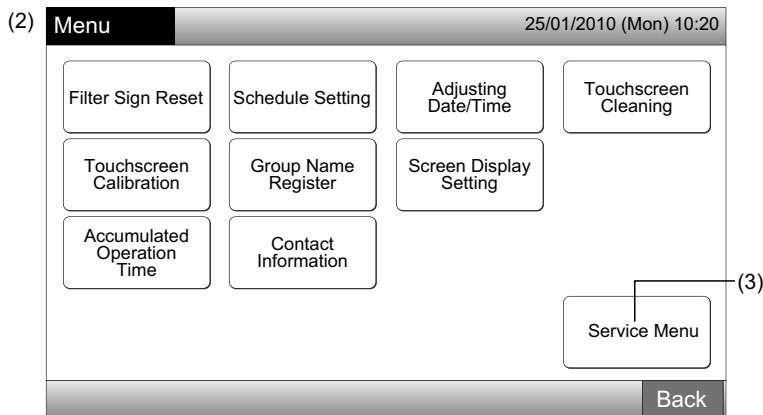 (2)
Menu
25/01/2010 (Mon) 10:20
Filter Sign Reset
Schedule Setting
Adjusting
Date/Time
Touchscreen
Cleaning
Touchscreen
Calibration
Group Name
Register
Screen Display
Setting
Accumulated
Operation
Time
Contact
Information
(3)
Service Menu
Back